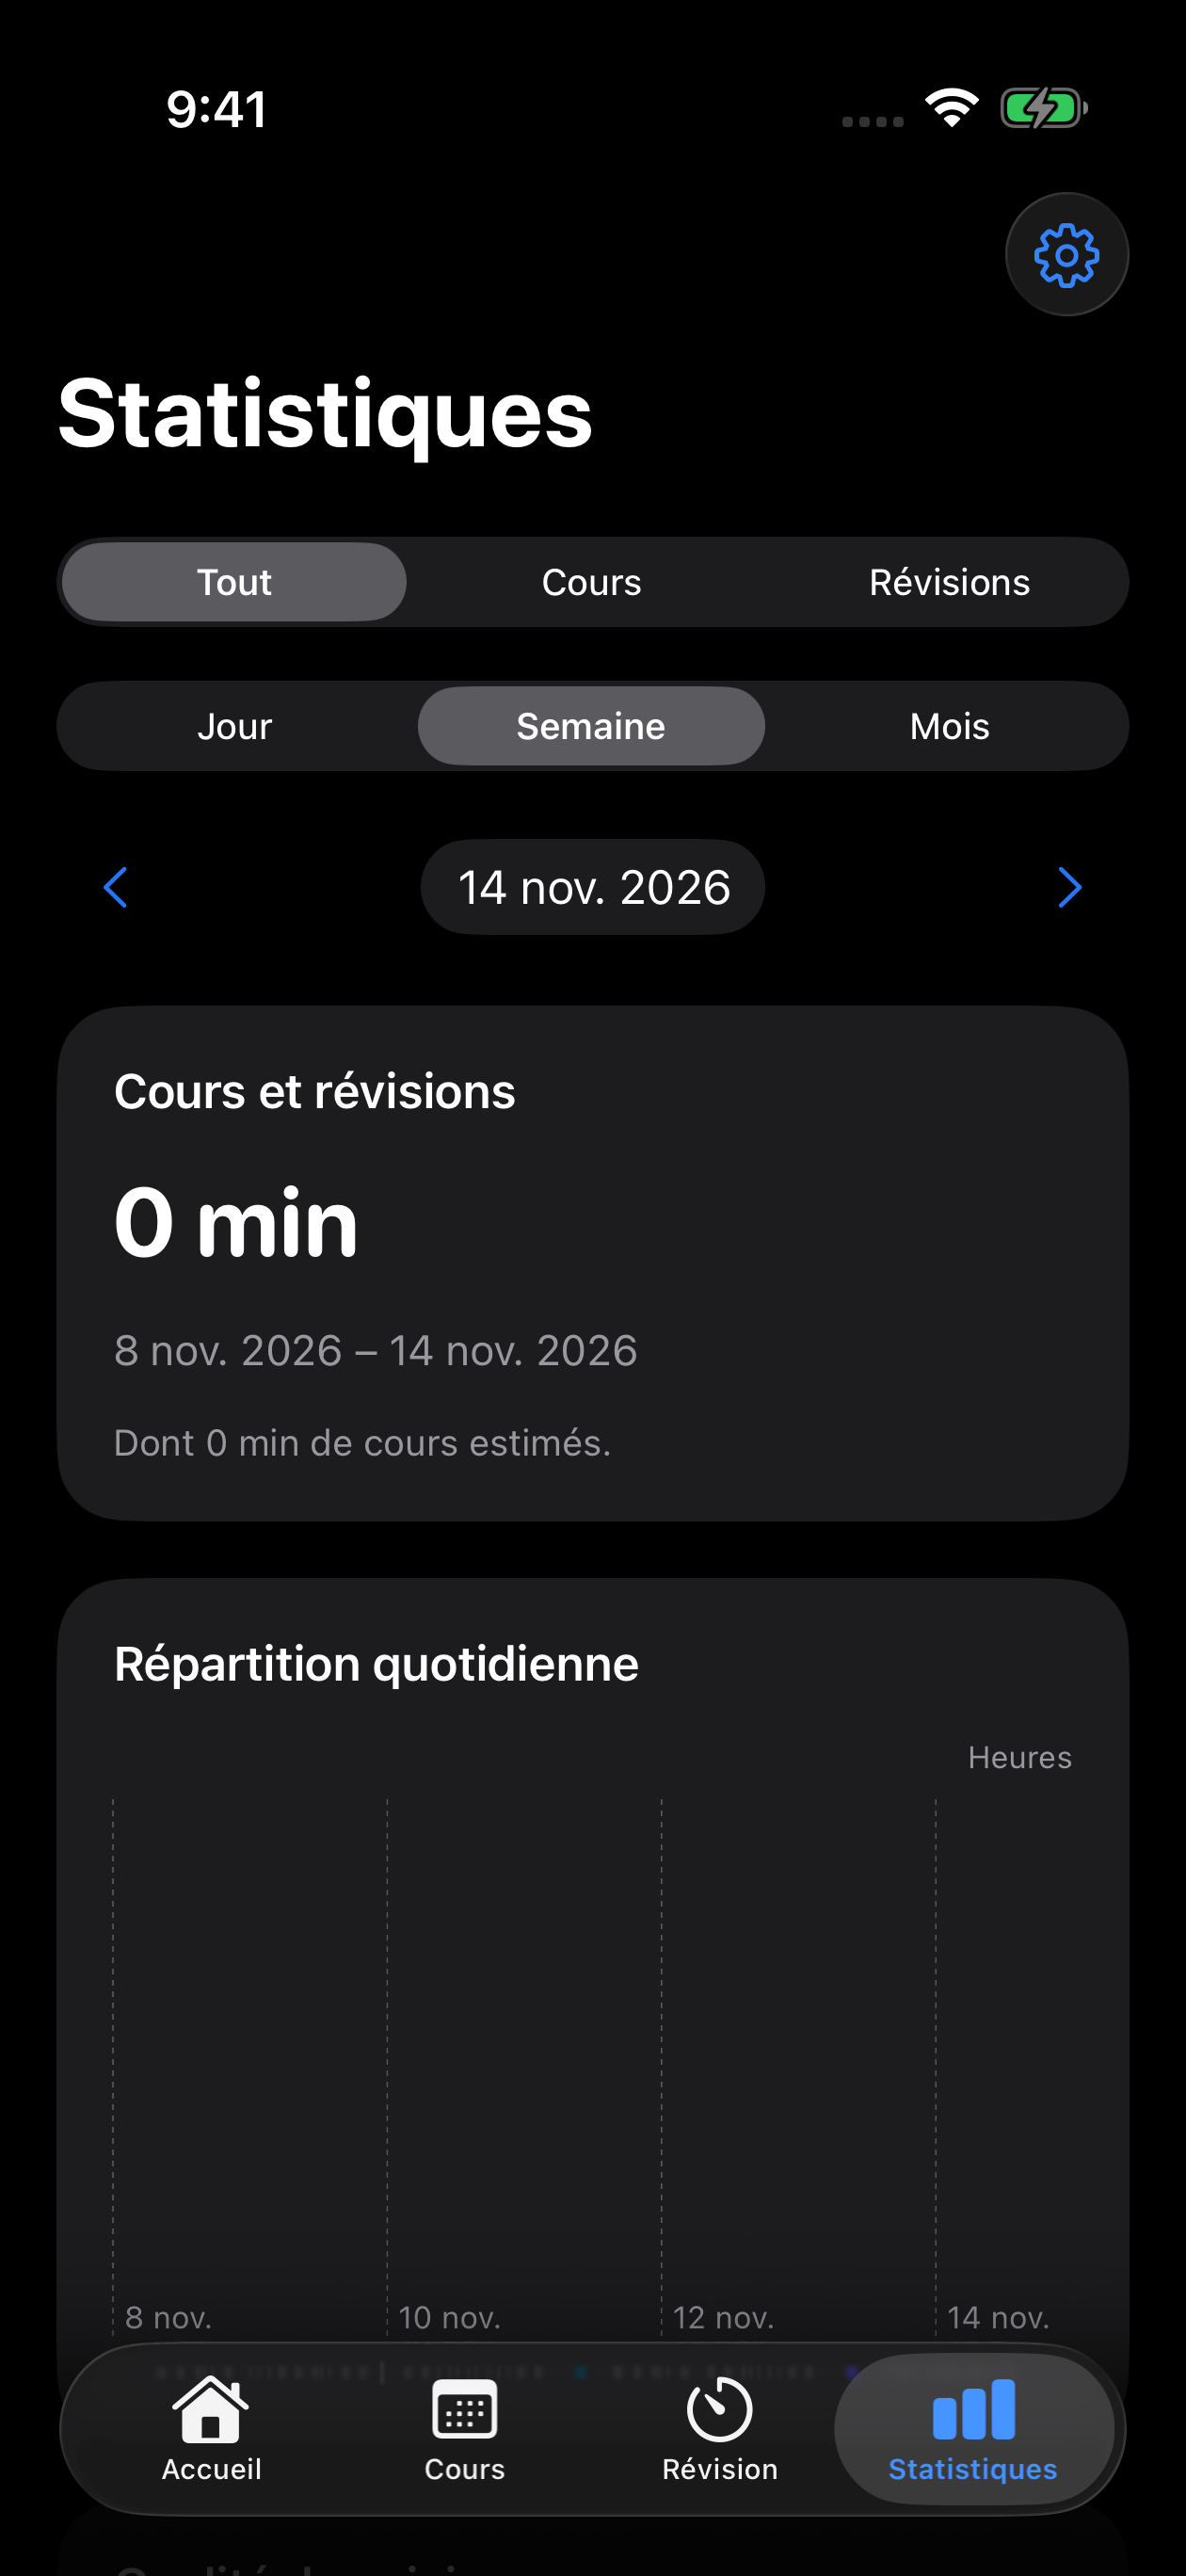 9:41
Statistiques
Tout Cours Révisions
Jour Semaine Mois
14 nov. 2026
Cours et révisions
0 min
8 nov. 2026 – 14 nov. 2026
Dont 0 min de cours estimés.
Répartition quotidienne
Heures
8 nov. 10 nov. 12 nov. 14 nov.
Accueil Cours Révision Statistiques